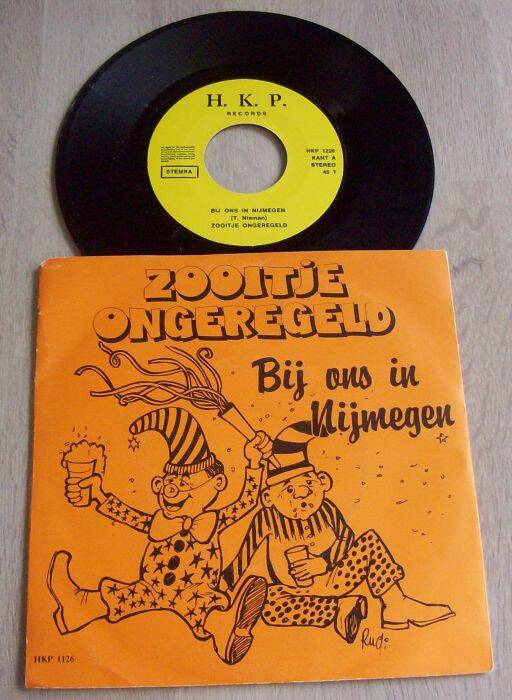 H. K. P.
RECORDS
STEMRA
HKP 1226
KANT A
STEREO
45 T
BIJ ONS IN NIJMEGEN
(T. Nieman)
ZOOITJE ONGEREGELD
ZOOITJE
ONGEREGELD
Bij ons in
Nijmegen
Rudi
HKP 1126